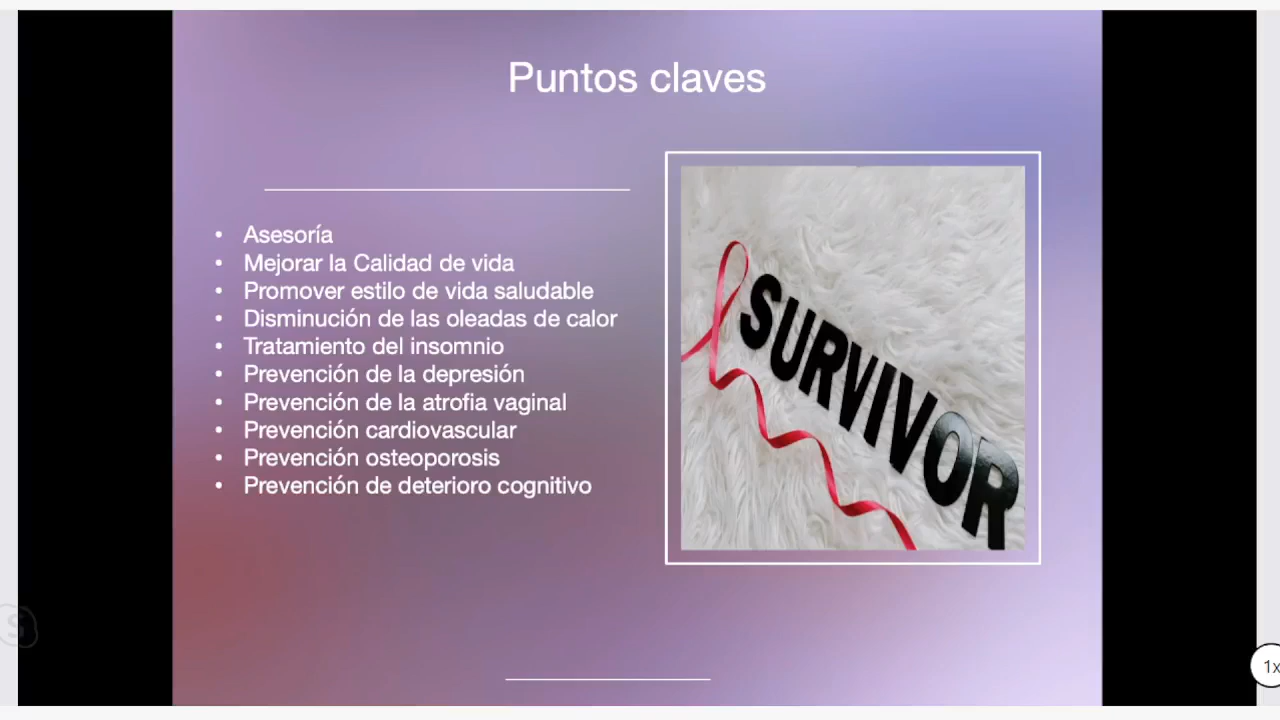 Puntos claves
• Asesoría
• Mejorar la Calidad de vida
• Promover estilo de vida saludable
• Disminución de las oleadas de calor
• Tratamiento del insomnio
• Prevención de la depresión
• Prevención de la atrofia vaginal
• Prevención cardiovascular
• Prevención osteoporosis
• Prevención de deterioro cognitivo
SURVIVOR
S
1x